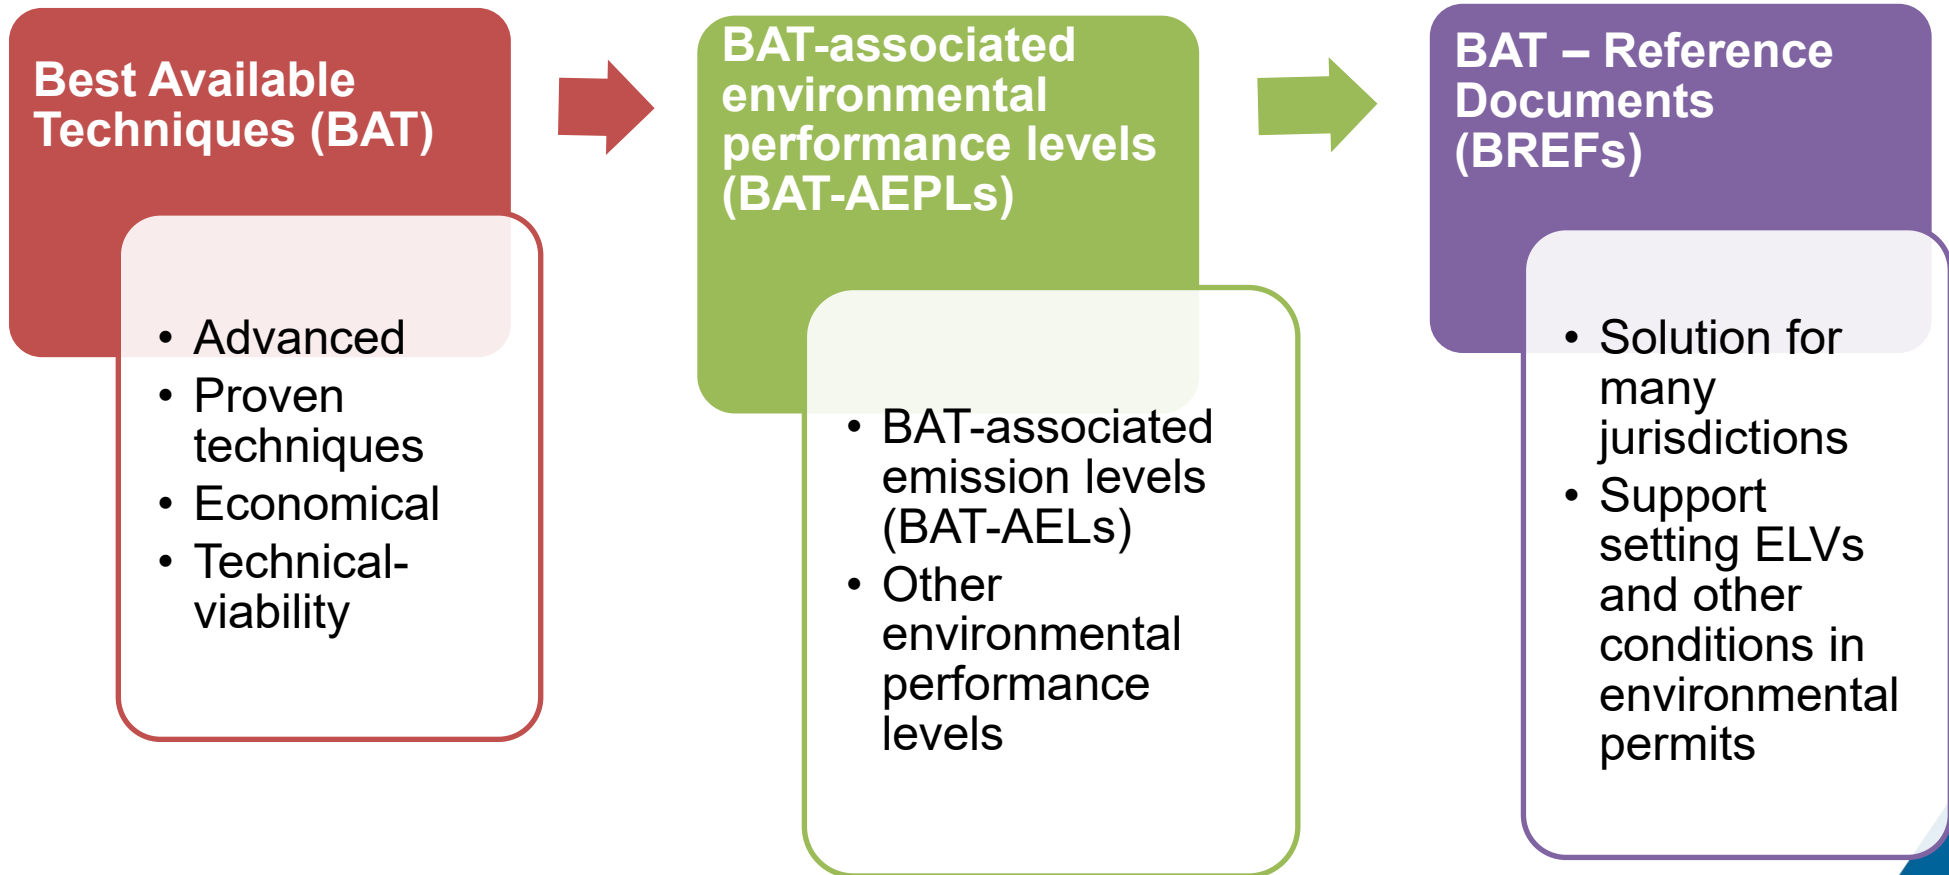 Best Available
Techniques (BAT)
• Advanced
• Proven
techniques
• Economical
• Technical-
viability
BAT-associated
environmental
performance levels
(BAT-AEPLs)
• BAT-associated
emission levels
(BAT-AELs)
• Other
environmental
performance
levels
BAT – Reference
Documents
(BREFs)
• Solution for
many
jurisdictions
• Support
setting ELVs
and other
conditions in
environmental
permits